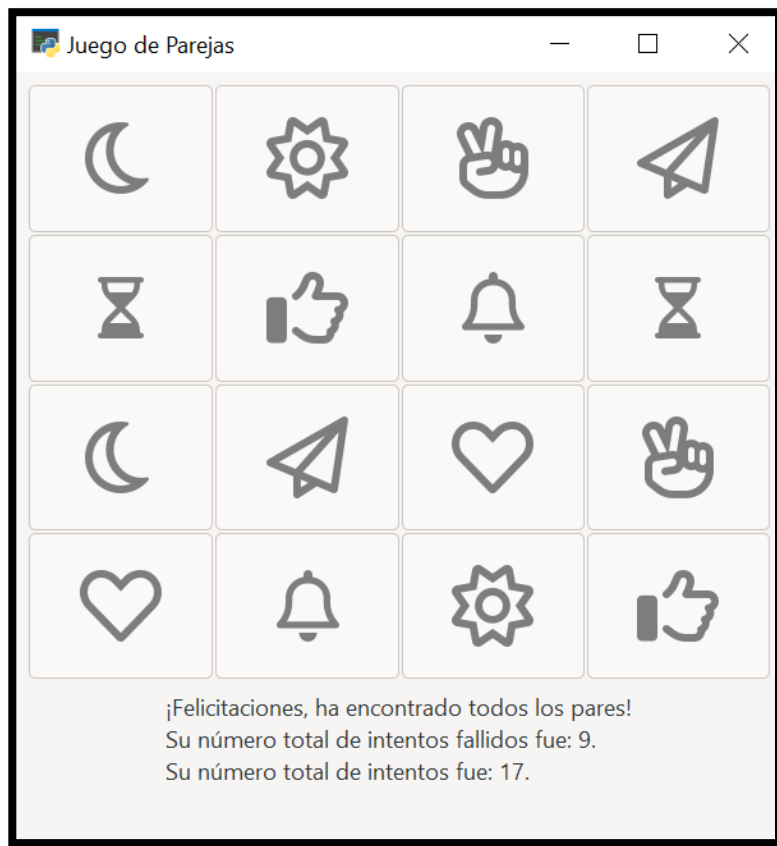 Juego de Parejas
¡Felicitaciones, ha encontrado todos los pares!
Su número total de intentos fallidos fue: 9.
Su número total de intentos fue: 17.